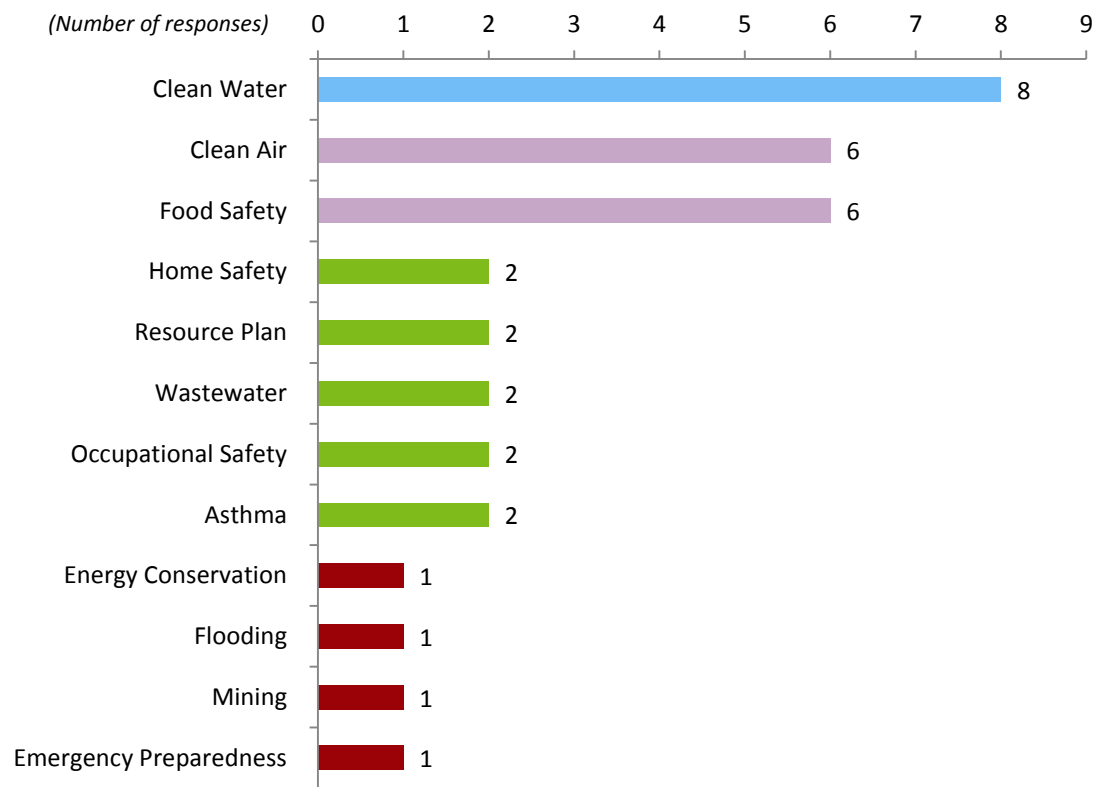 (Number of responses) 0 1 2 3 4 5 6 7 8 9
Clean Water 8
Clean Air 6
Food Safety 6
Home Safety 2
Resource Plan 2
Wastewater 2
Occupational Safety 2
Asthma 2
Energy Conservation 1
Flooding 1
Mining 1
Emergency Preparedness 1